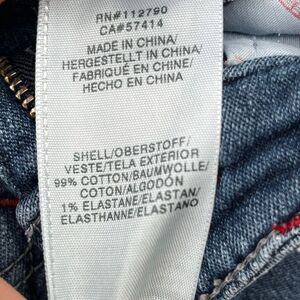 RN#112790
CA#57414
MADE IN CHINA/
HERGESTELLT IN CHINA/
FABRIQUÉ EN CHINE/
HECHO EN CHINA
SHELL/OBERSTOFF/
VESTE/TELA EXTERIOR
99% COTTON/BAUMWOLLE/
COTON/ALGODÓN
1% ELASTANE/ELASTAN/
ELASTHANNE/ELASTANO